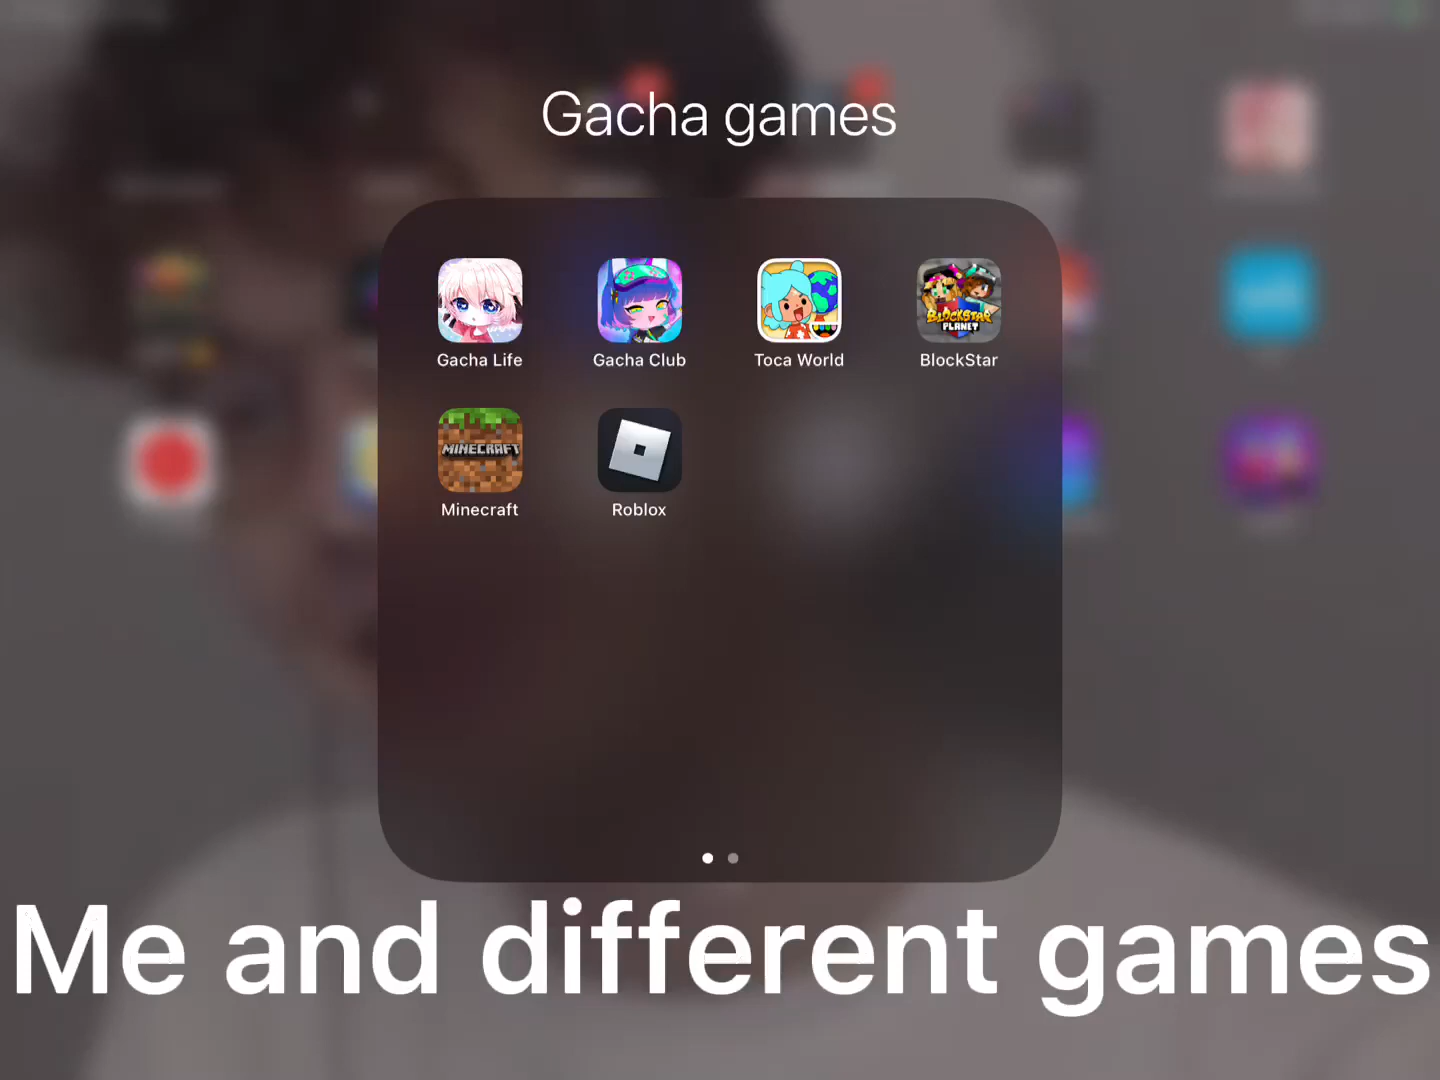 Gacha games
Gacha Life
Gacha Club
Toca World
BLOCKSTAR
PLANET
BlockStar
MINECRAFT
Minecraft
Roblox
Me and different games